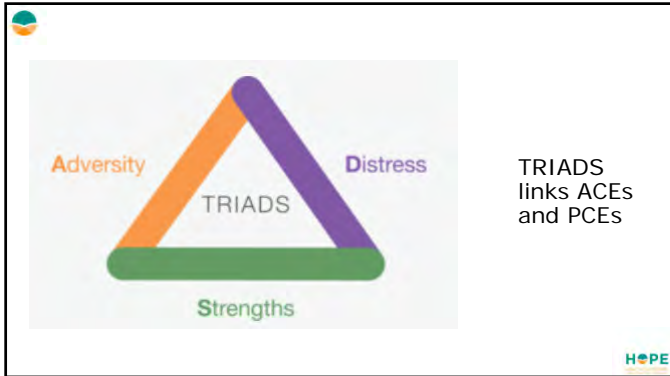 Adversity
Distress
TRIADS
Strengths
TRIADS
links ACEs
and PCEs
HOPE